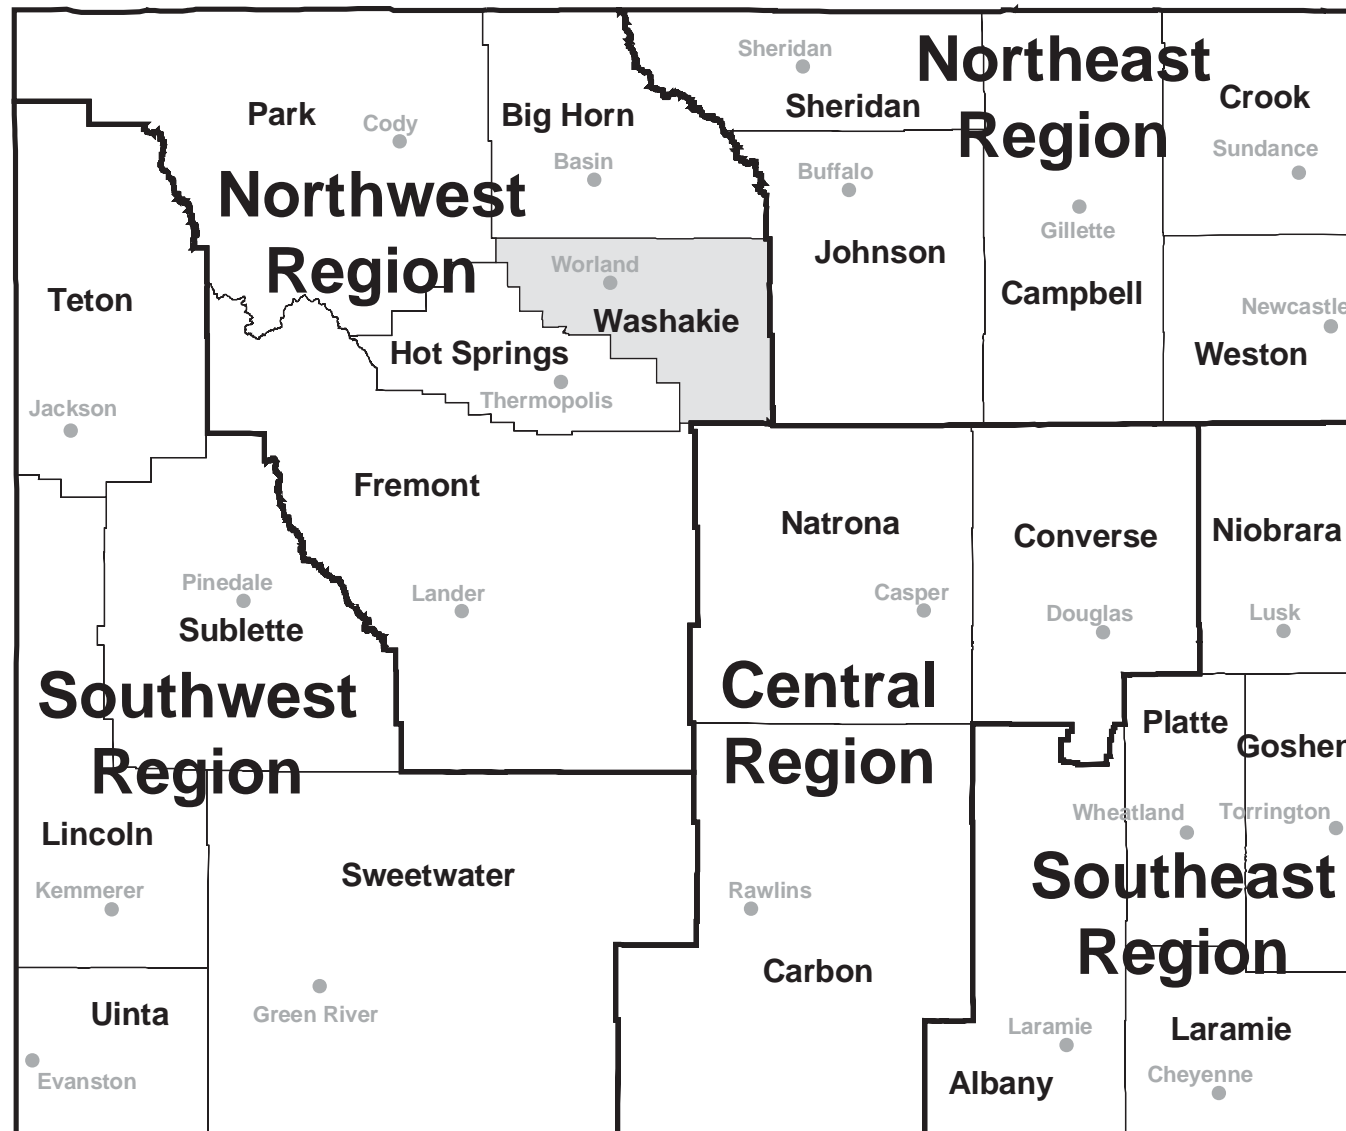 Sheridan
Northeast
Region
Crook
Park
Cody
Big Horn
Sheridan
Sundance
Basin
Buffalo
Northwest
Region
Gillette
Johnson
Worland
Teton
Campbell
Newcastle
Washakie
Hot Springs
Weston
Thermopolis
Jackson
Fremont
Natrona
Converse
Niobrara
Pinedale
Lander
Casper
Douglas
Lusk
Sublette
Southwest
Region
Central
Region
Platte
Goshen
Lincoln
Wheatland
Torrington
Sweetwater
Southeast
Region
Kemmerer
Rawlins
Carbon
Uinta
Green River
Laramie
Laramie
Evanston
Albany
Cheyenne